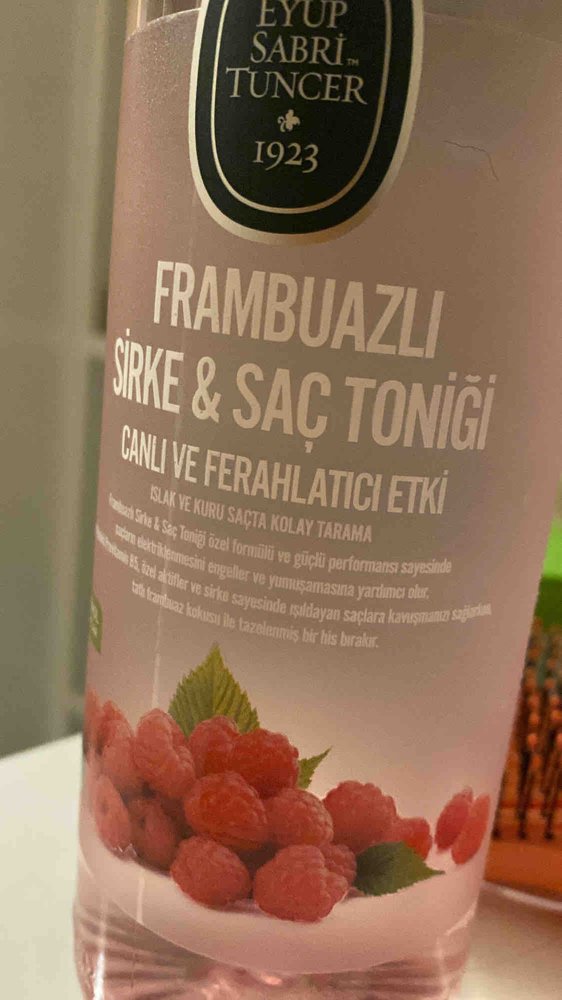 EYÜP
SABRİ™
TUNCER
1923
FRAMBUAZLI
SİRKE & SAÇ TONİĞİ
CANLI VE FERAHLATICI ETKİ
ISLAK VE KURU SAÇTA KOLAY TARAMA
Frambuazlı Sirke & Saç Toniği özel formülü ve güçlü performansı sayesinde
saçların elektriklenmesini engeller ve yumuşamasına yardımcı olur.
B5, özel aktifler ve sirke sayesinde ışıldayan saçlara kavuşmanızı sağlarken,
tatlı frambuaz kokusu ile tazelenmiş bir his bırakır.